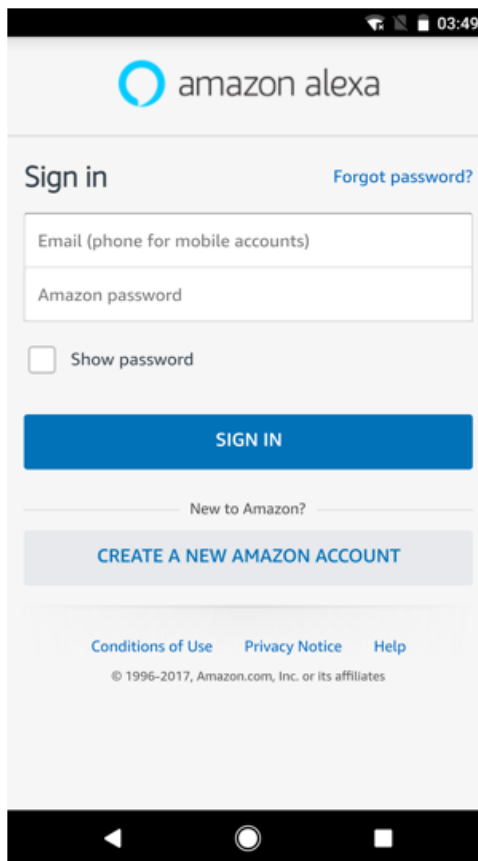 03:49
amazon alexa
Sign in
Forgot password?
Email (phone for mobile accounts)
Amazon password
Show password
SIGN IN
New to Amazon?
CREATE A NEW AMAZON ACCOUNT
Conditions of Use Privacy Notice Help
© 1996-2017, Amazon.com, Inc. or its affiliates